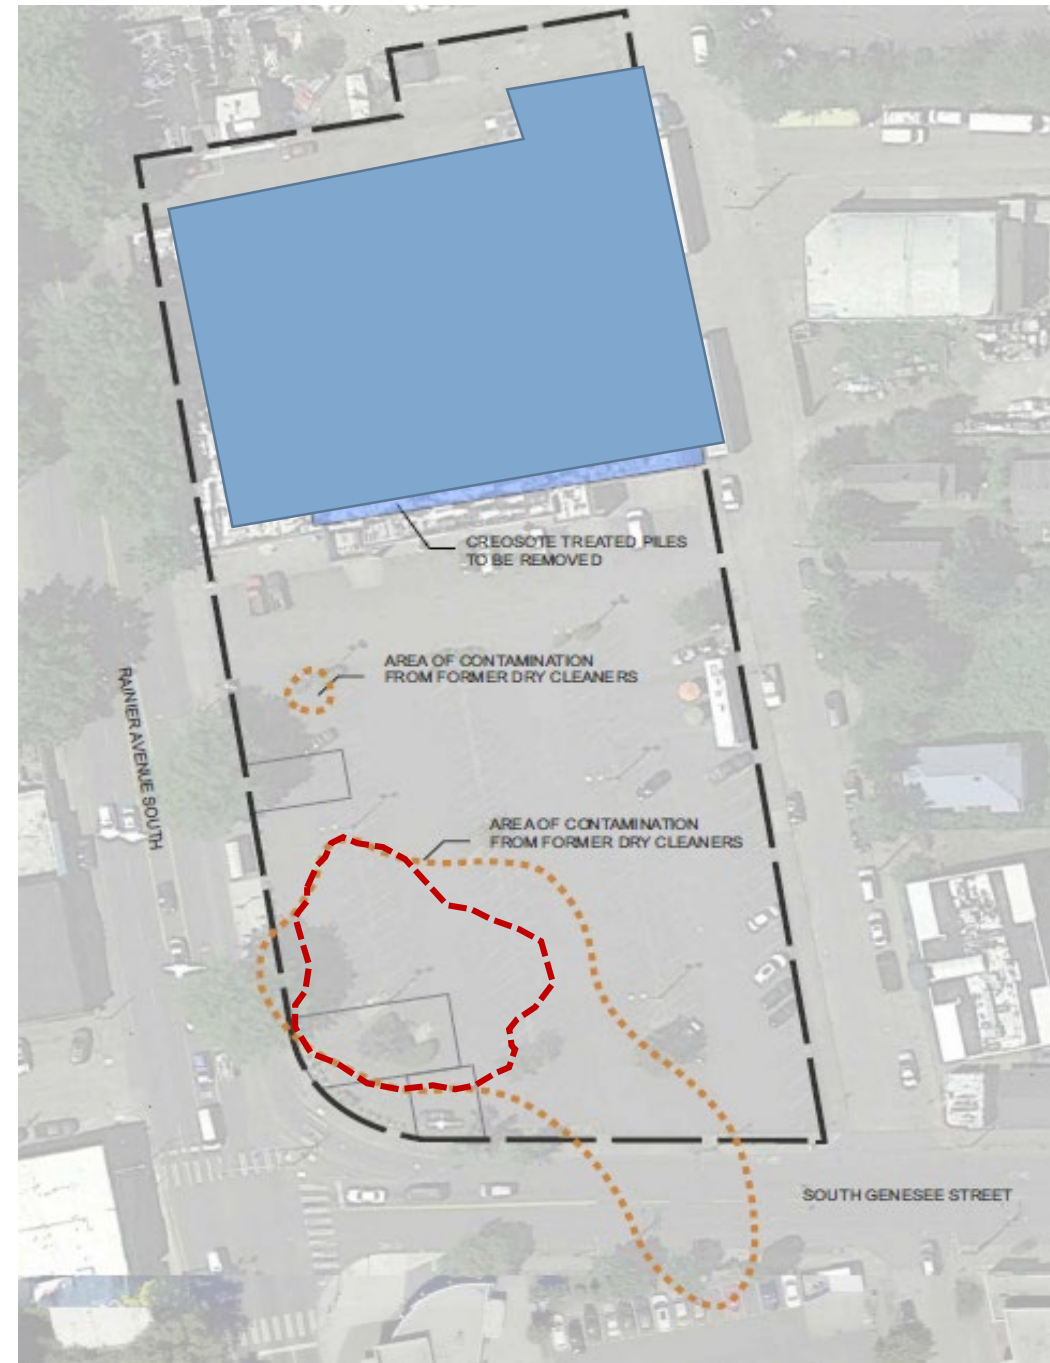 CREOSOTE TREATED PILES
TO BE REMOVED
AREA OF CONTAMINATION
FROM FORMER DRY CLEANERS
RAINIER AVENUE SOUTH
AREA OF CONTAMINATION
FROM FORMER DRY CLEANERS
SOUTH GENESEE STREET